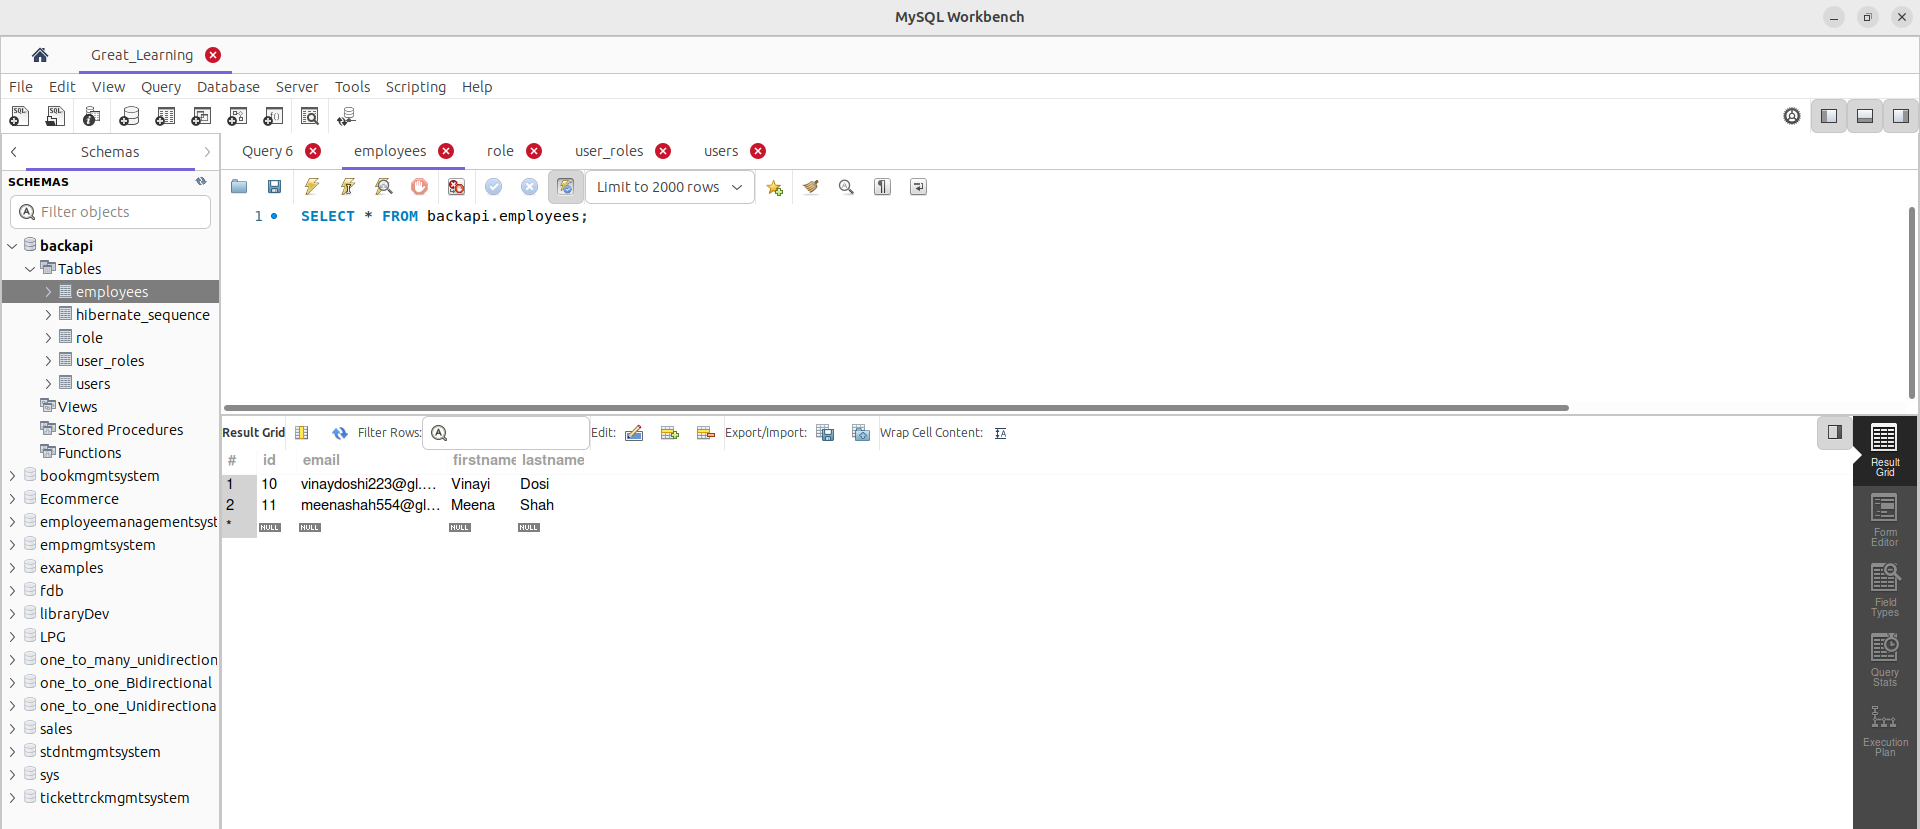 MySQL Workbench
Great_Learning
File Edit View Query Database Server Tools Scripting Help
Schemas
Query 6 employees role user_roles users
SCHEMAS
Limit to 2000 rows
Filter objects
1 SELECT * FROM backapi.employees;
backapi
Tables
employees
hibernate_sequence
role
user_roles
users
Views
Stored Procedures
Functions
bookmgmtsystem
Ecommerce
employeemanagementsyst
empmgmtsystem
examples
fdb
libraryDev
LPG
one_to_many_unidirection
one_to_one_Bidirectional
one_to_one_Unidirectiona
sales
stdntmgmtsystem
sys
tickettrckmgmtsystem
Result Grid Filter Rows: Edit: Export/Import: Wrap Cell Content:
# id email firstname lastname
1 10 vinaydoshi223@gl.... Vinayi Dosi
2 11 meenashah554@gl... Meena Shah
* NULL NULL NULL NULL
Result
Grid
Form
Editor
Field
Types
Query
Stats
Execution
Plan